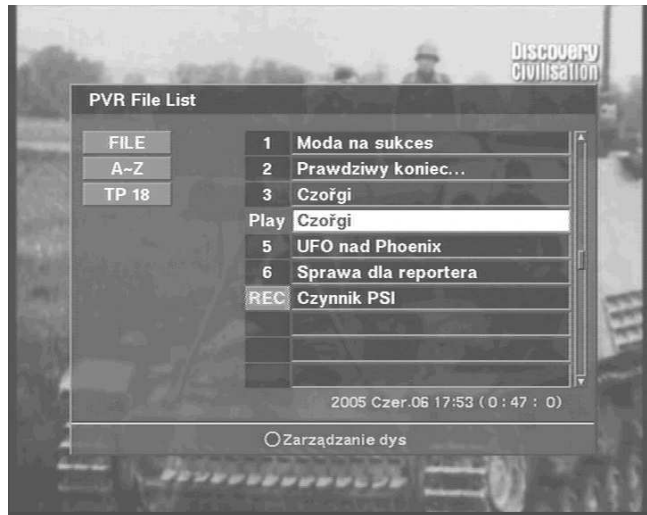 Discovery
Civilisation
PVR File List
FILE
A~Z
TP 18
1 Moda na sukces
2 Prawdziwy koniec...
3 Czořgi
Play Czořgi
5 UFO nad Phoenix
6 Sprawa dla reportera
REC Czynnik PSI
2005 Czer.06 17:53 ( 0 : 47 : 0)
Zarządzanie dys